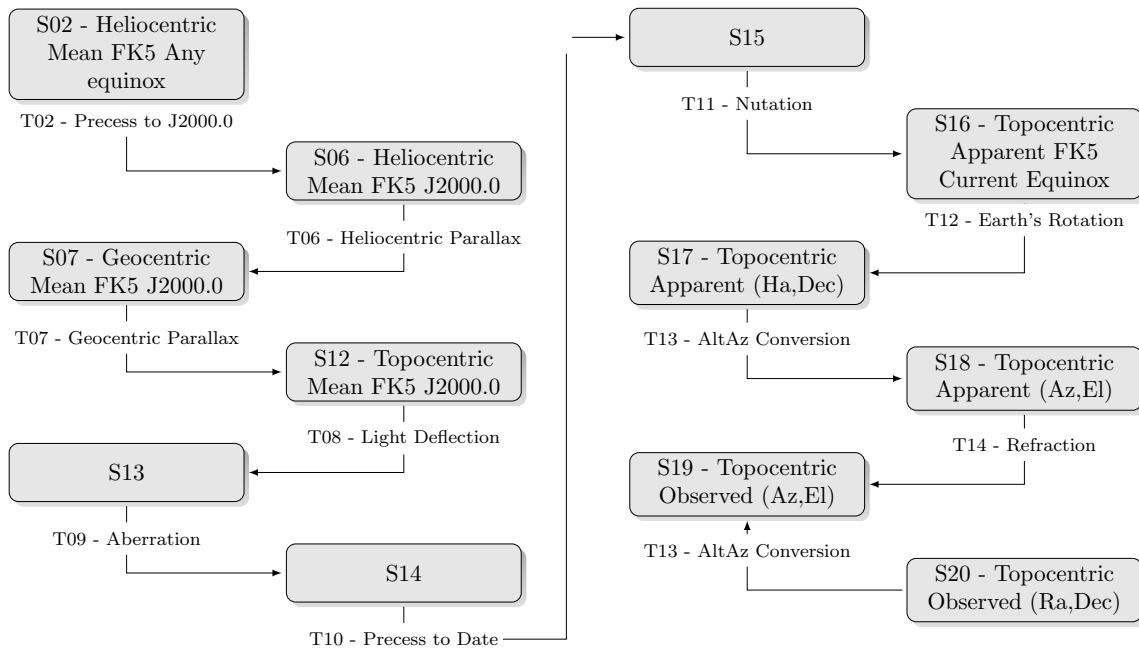 S02 - Heliocentric
Mean FK5 Any
equinox
T02 - Precess to J2000.0
S06 - Heliocentric
Mean FK5 J2000.0
T06 - Heliocentric Parallax
S07 - Geocentric
Mean FK5 J2000.0
T07 - Geocentric Parallax
S12 - Topocentric
Mean FK5 J2000.0
T08 - Light Deflection
S13
T09 - Aberration
S14
T10 - Precess to Date
S15
T11 - Nutation
S16 - Topocentric
Apparent FK5
Current Equinox
T12 - Earth's Rotation
S17 - Topocentric
Apparent (Ha,Dec)
T13 - AltAz Conversion
S18 - Topocentric
Apparent (Az,El)
T14 - Refraction
S19 - Topocentric
Observed (Az,El)
T13 - AltAz Conversion
S20 - Topocentric
Observed (Ra,Dec)